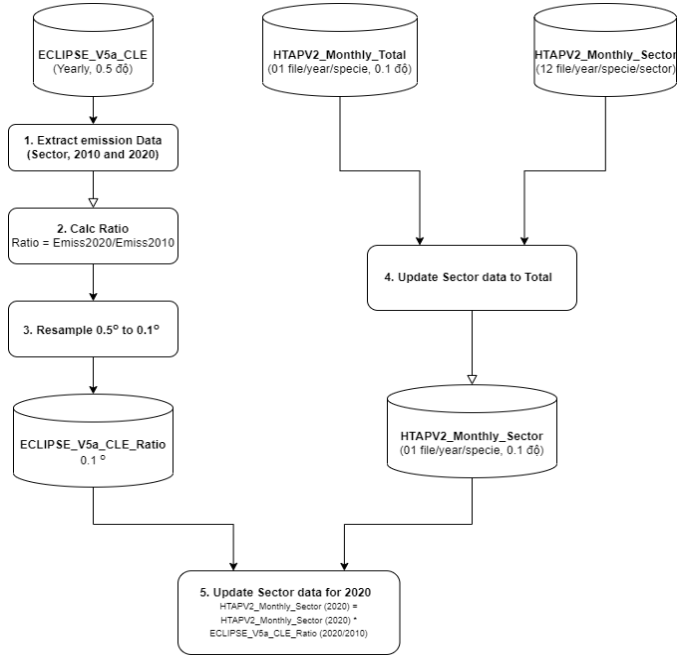 ECLIPSE_V5a_CLE
(Yearly, 0.5 độ)
HTAPV2_Monthly_Total
(01 file/year/specie, 0.1 độ)
HTAPV2_Monthly_Sector
(12 file/year/specie/sector)
1. Extract emission Data
(Sector, 2010 and 2020)
2. Calc Ratio
Ratio = Emiss2020/Emiss2010
4. Update Sector data to Total
3. Resample 0.5º to 0.1º
ECLIPSE_V5a_CLE_Ratio
0.1 º
HTAPV2_Monthly_Sector
(01 file/year/specie, 0.1 độ)
5. Update Sector data for 2020
HTAPV2_Monthly_Sector (2020) =
HTAPV2_Monthly_Sector (2020) *
ECLIPSE_V5a_CLE_Ratio (2020/2010)